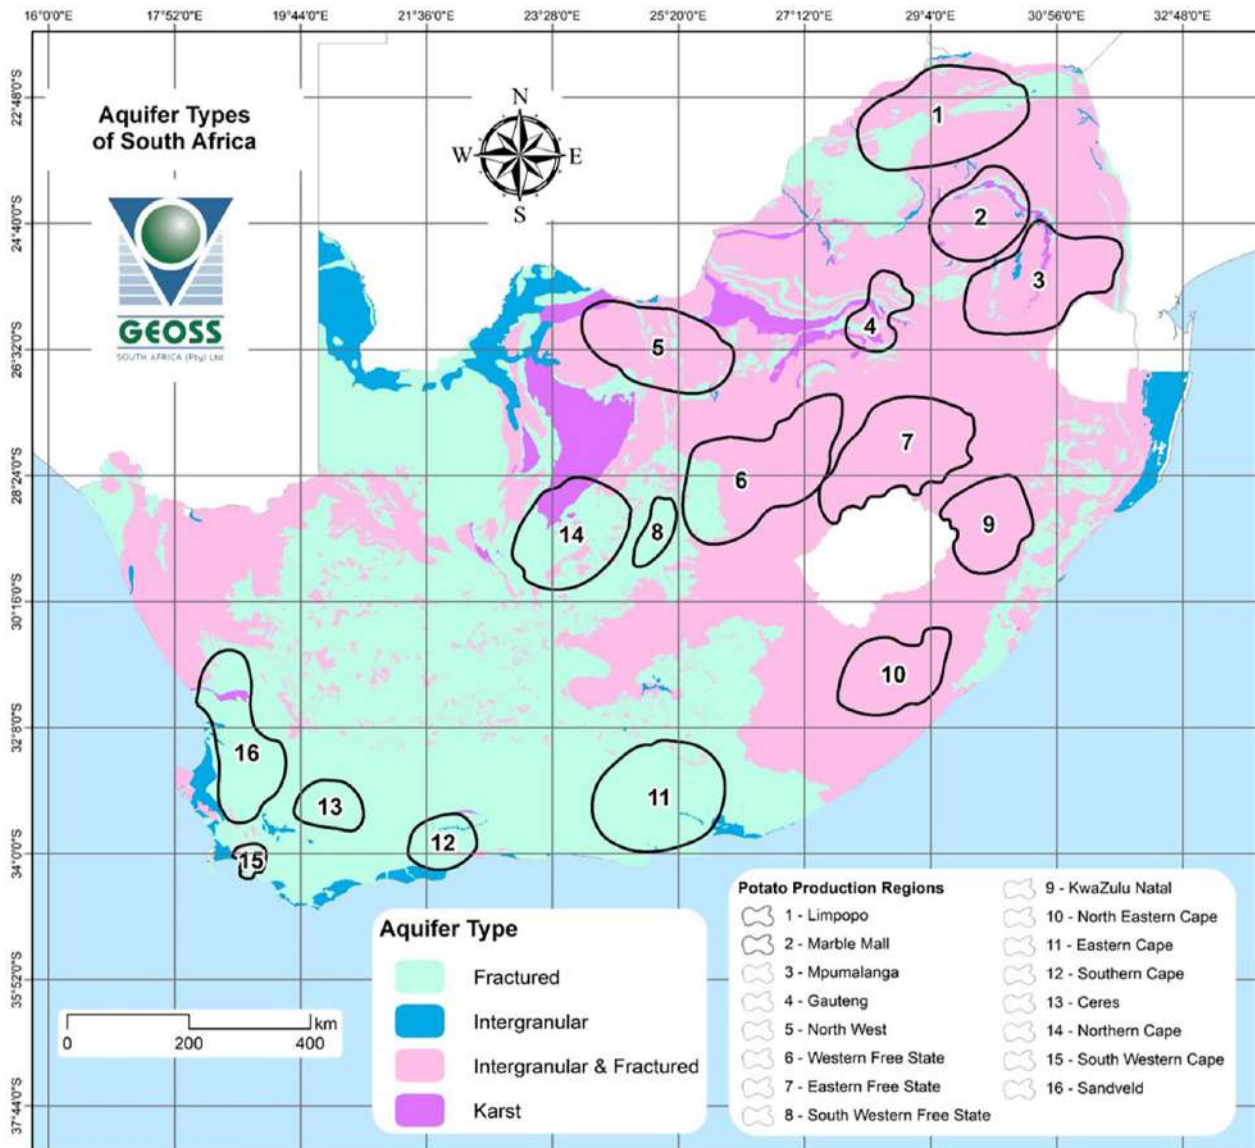 16°0'0"E
17°52'0"E
19°44'0"E
21°36'0"E
23°28'0"E
25°20'0"E
27°12'0"E
29°4'0"E
30°56'0"E
32°48'0"E
22°48'0"S
24°40'0"S
26°32'0"S
28°24'0"S
30°16'0"S
32°8'0"S
34°0'0"S
35°52'0"S
37°44'0"S
Aquifer Types
of South Africa
GEOSS
SOUTH AFRICA (Pty) Ltd
N
W
E
S
1
2
3
4
5
6
7
8
9
10
11
12
13
14
15
16
0
200
400
km
Aquifer Type
Fractured
Intergranular
Intergranular & Fractured
Karst
Potato Production Regions
1 - Limpopo
2 - Marble Mall
3 - Mpumalanga
4 - Gauteng
5 - North West
6 - Western Free State
7 - Eastern Free State
8 - South Western Free State
9 - KwaZulu Natal
10 - North Eastern Cape
11 - Eastern Cape
12 - Southern Cape
13 - Ceres
14 - Northern Cape
15 - South Western Cape
16 - Sandveld